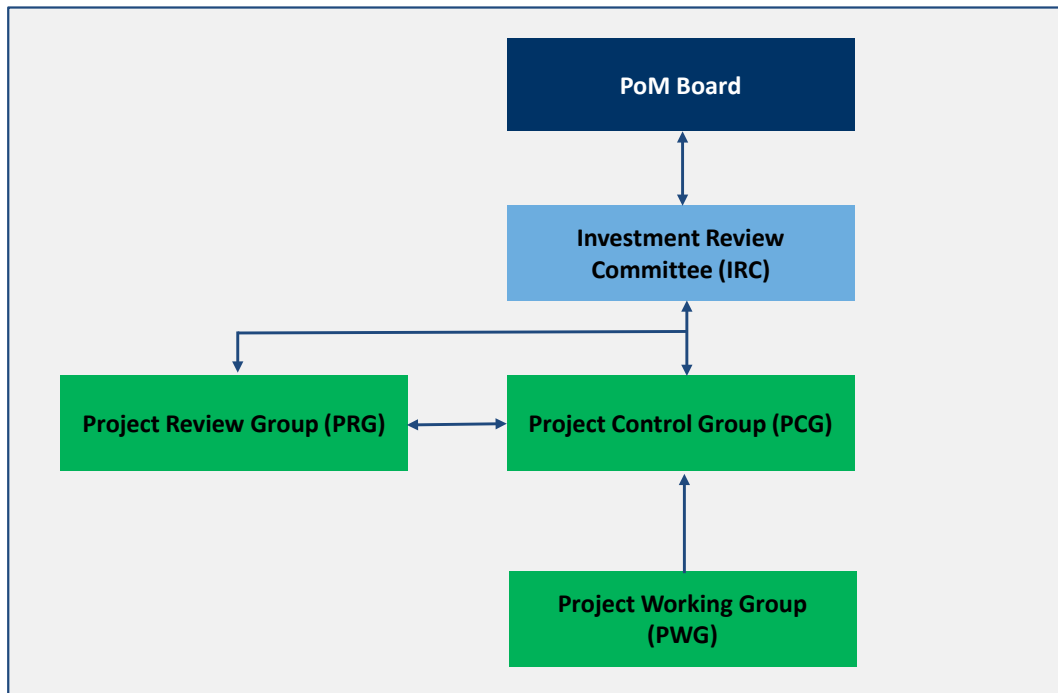 PoM Board
Investment Review
Committee (IRC)
Project Review Group (PRG)
Project Control Group (PCG)
Project Working Group
(PWG)